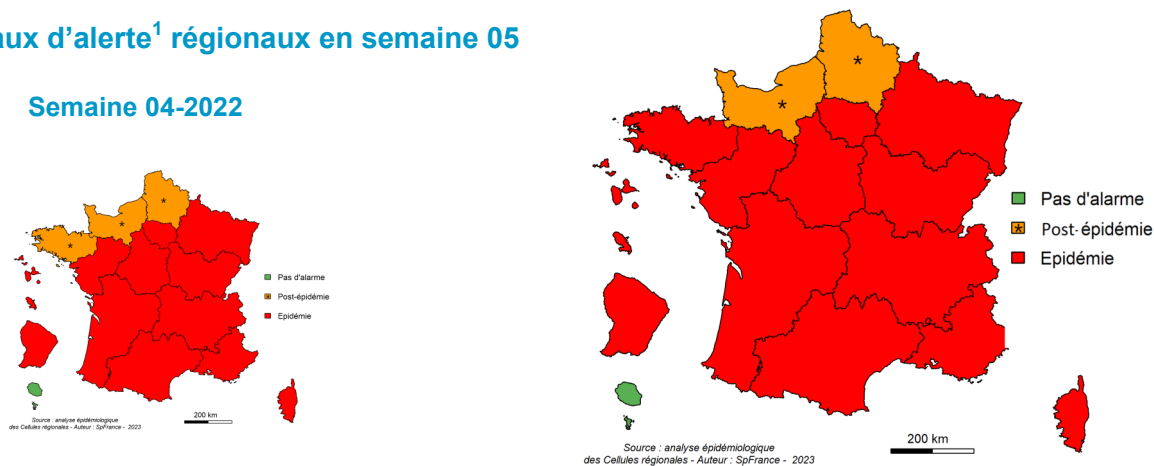 aux d'alerte¹ régionaux en semaine 05
Semaine 04-2022
Pas d'alarme
* Post-épidémie
Epidémie
200 km
Source : analyse épidémiologique
des Cellules régionales - Auteur : SpFrance - 2023
Pas d'alarme
* Post-épidémie
Epidémie
200 km
Source : analyse épidémiologique
des Cellules régionales - Auteur : SpFrance - 2023